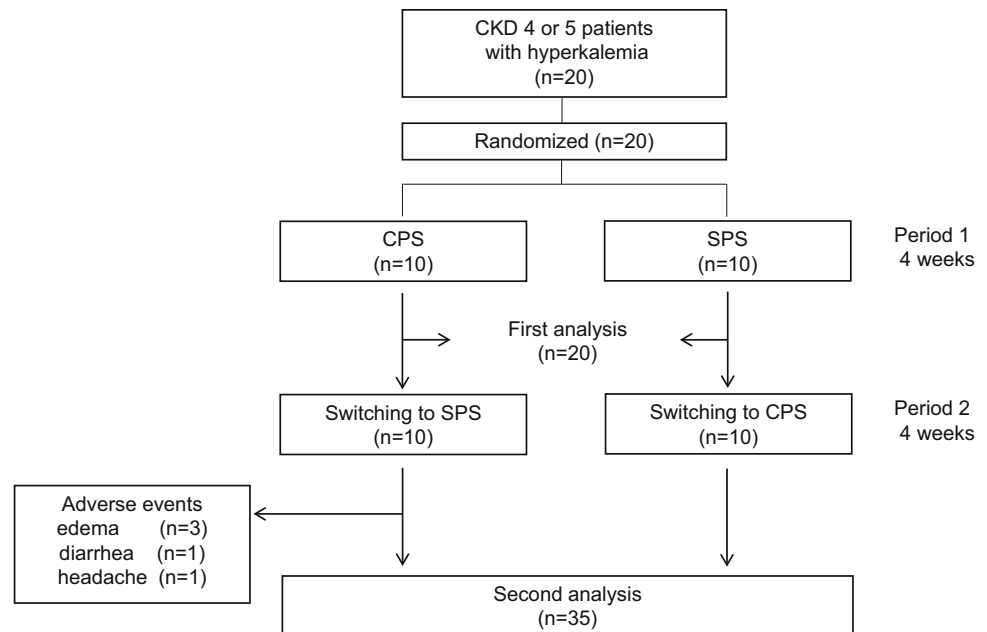 CKD 4 or 5 patients
with hyperkalemia
(n=20)
Randomized (n=20)
CPS
(n=10)
SPS
(n=10)
Period 1
4 weeks
First analysis
(n=20)
Switching to SPS
(n=10)
Switching to CPS
(n=10)
Period 2
4 weeks
Adverse events
edema (n=3)
diarrhea (n=1)
headache (n=1)
Second analysis
(n=35)